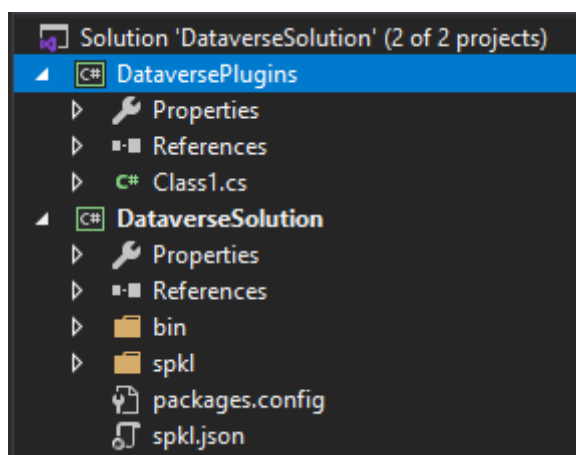 Solution 'DataverseSolution' (2 of 2 projects)
C# DataversePlugins
Properties
References
C# Class1.cs
C# DataverseSolution
Properties
References
bin
spkl
packages.config
spkl.json